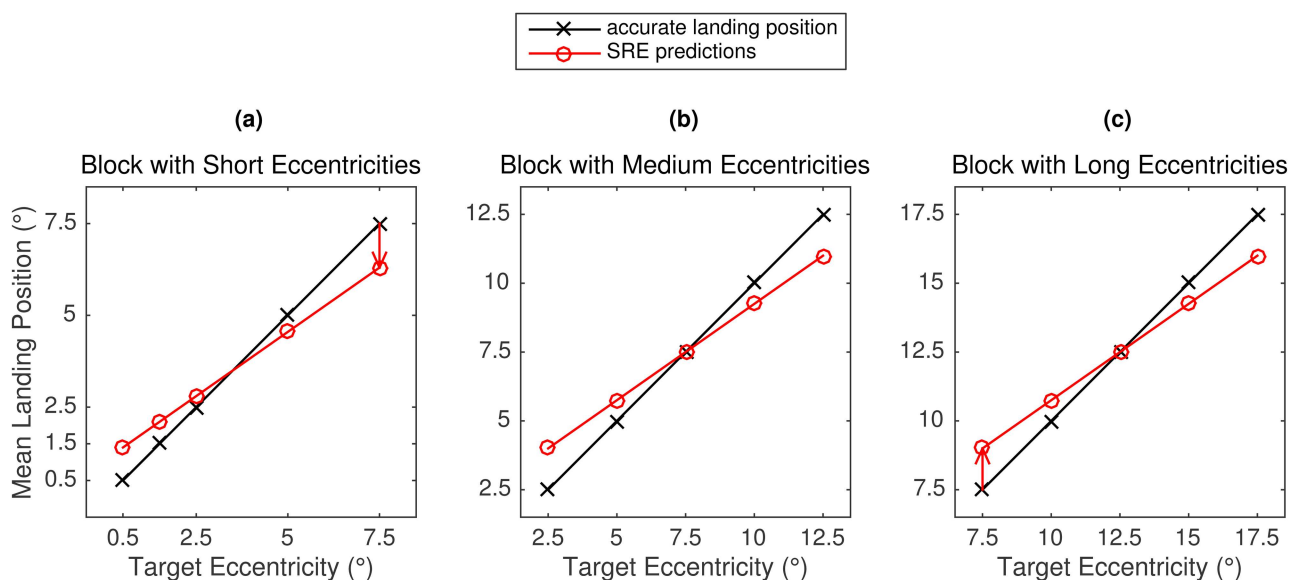 accurate landing position
SRE predictions
(a)
(b)
(c)
Block with Short Eccentricities
Block with Medium Eccentricities
Block with Long Eccentricities
Mean Landing Position (°)
7.5
5
2.5
1.5
0.5
0.5
2.5
5
7.5
Target Eccentricity (°)
12.5
10
7.5
5
2.5
2.5
5
7.5
10
12.5
Target Eccentricity (°)
17.5
15
12.5
10
7.5
7.5
10
12.5
15
17.5
Target Eccentricity (°)